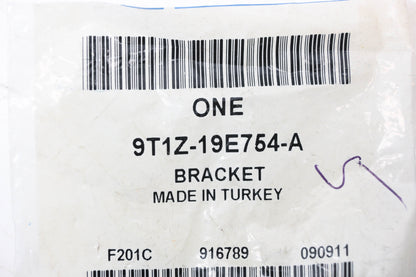 ONE
9T1Z-19E754-A
BRACKET
MADE IN TURKEY
F201C 916789 090911